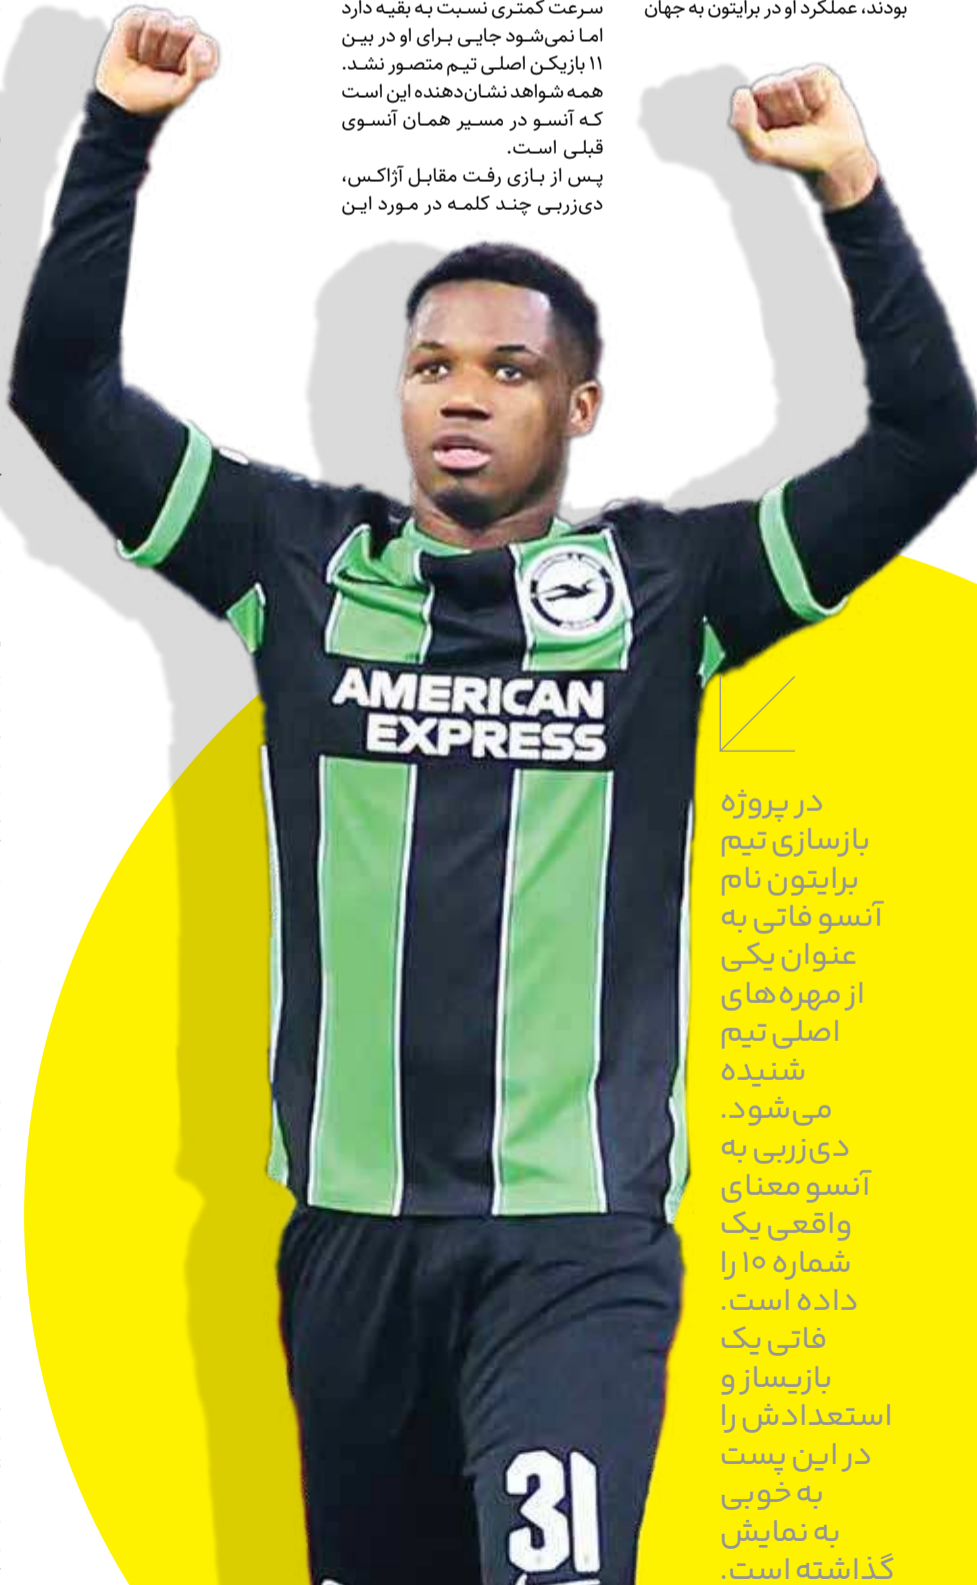 بودند، عملکرد او در برایتون به جهان
سرعت کمتری نسبت به بقیه دارد
اما نمی‌شود جایی برای او در بین
۱۱ بازیکن اصلی تیم متصور نشد.
همه شواهد نشان‌دهنده این است
که آنسو در مسیر همان آنسوی
قبلی است.
پس از بازی رفت مقابل آژاکس،
دی‌زربی چند کلمه در مورد این
AMERICAN
EXPRESS
در پروژه
بازسازی تیم
برایتون نام
آنسو فاتی به
عنوان یکی
از مهره‌های
اصلی تیم
شنیده
می‌شود.
دی‌زربی به
آنسو معنای
واقعی یک
شماره ۱۰ را
داده است.
فاتی یک
بازیساز و
استعدادش را
در این پست
به خوبی
به نمایش
گذاشته است.
31